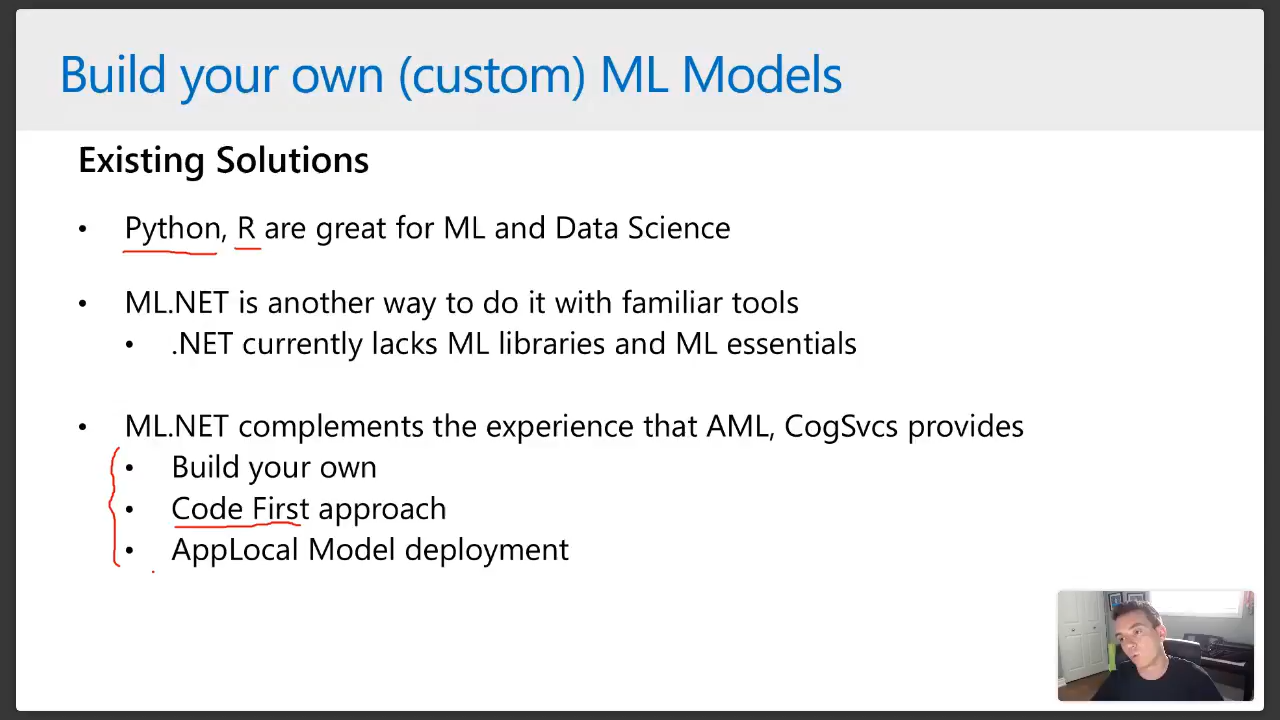 Build your own (custom) ML Models
Existing Solutions
• Python, R are great for ML and Data Science
• ML.NET is another way to do it with familiar tools
• .NET currently lacks ML libraries and ML essentials
• ML.NET complements the experience that AML, CogSvcs provides
• Build your own
• Code First approach
• AppLocal Model deployment